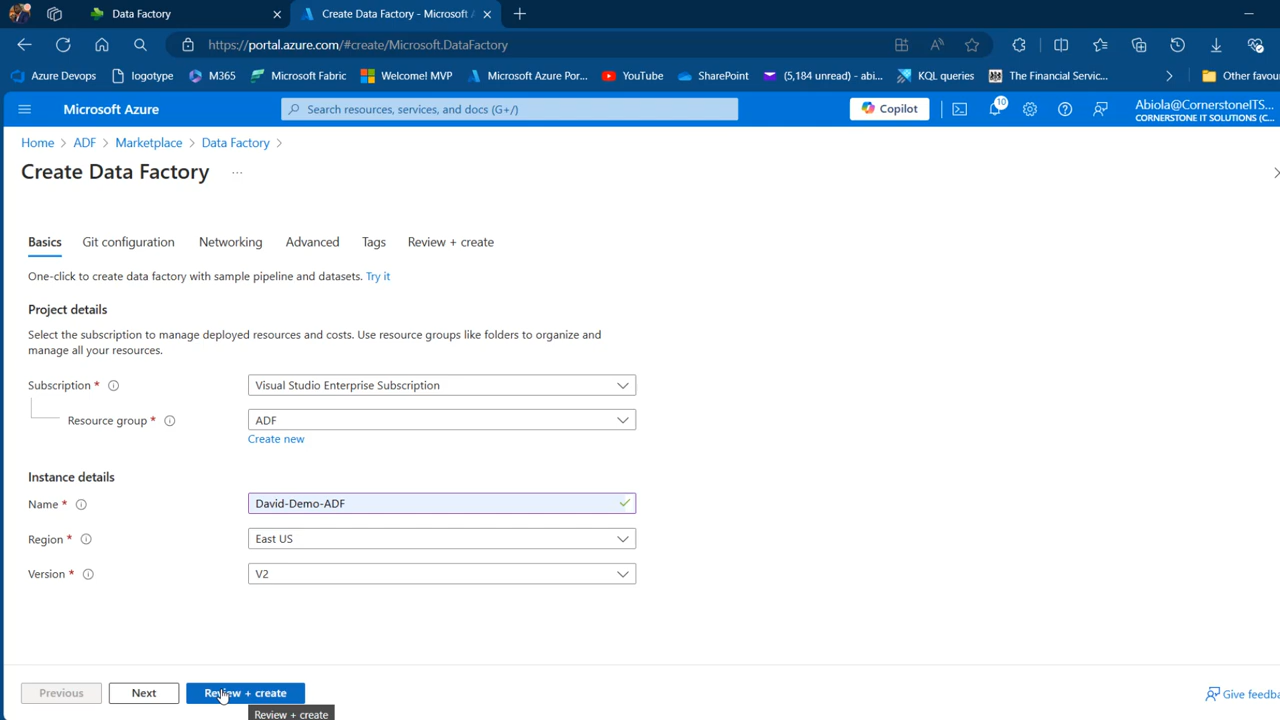 Data Factory
Create Data Factory - Microsoft
https://portal.azure.com/#create/Microsoft.DataFactory
Azure Devops
logotype
M365
Microsoft Fabric
Welcome! MVP
Microsoft Azure Por...
YouTube
SharePoint
(5,184 unread) - abi...
KQL queries
The Financial Servic...
Other favou
Microsoft Azure
Search resources, services, and docs (G+/)
Copilot
10
Abiola@CornerstoneITS...
CORNERSTONE IT SOLUTIONS (C...
Home > ADF > Marketplace > Data Factory >
Create Data Factory ...
Basics
Git configuration
Networking
Advanced
Tags
Review + create
One-click to create data factory with sample pipeline and datasets. Try it
Project details
Select the subscription to manage deployed resources and costs. Use resource groups like folders to organize and
manage all your resources.
Subscription *
Visual Studio Enterprise Subscription
Resource group *
ADF
Create new
Instance details
Name *
David-Demo-ADF
Region *
East US
Version *
V2
Previous
Next
Review + create
Review + create
Give feedba